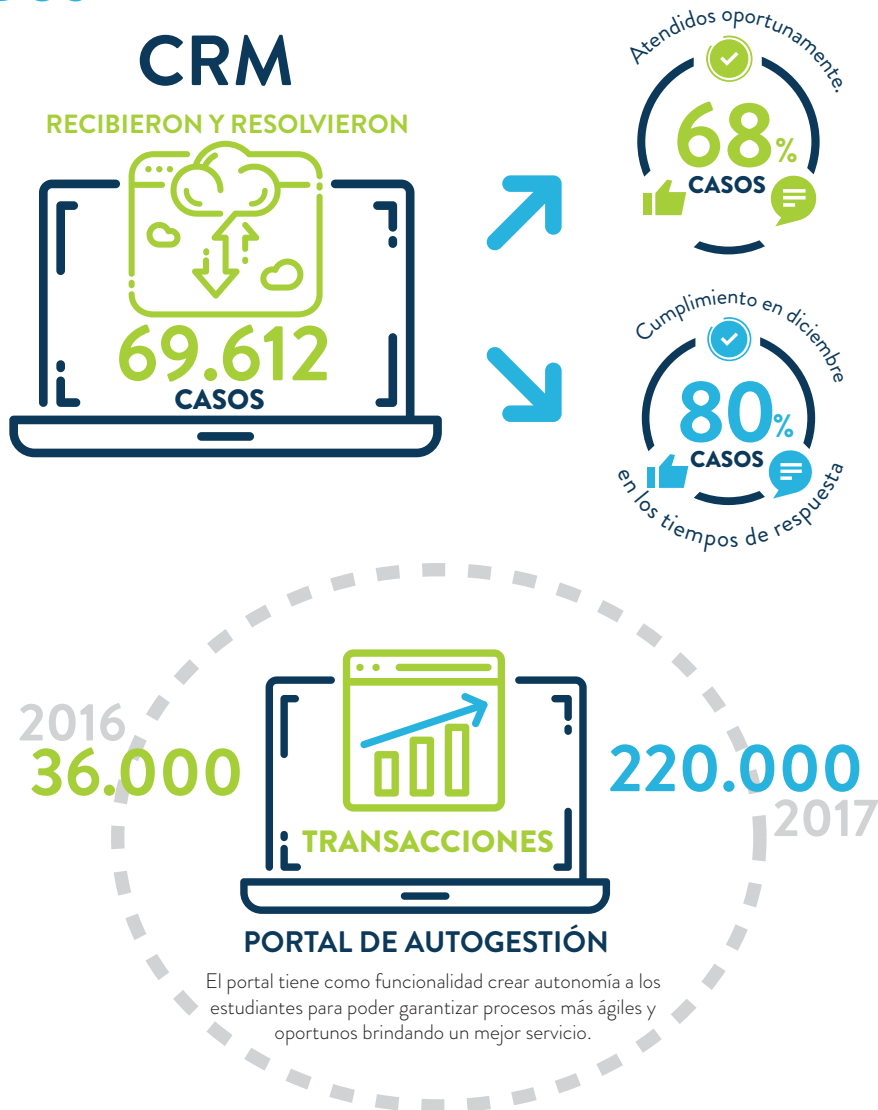 CRM
RECIBIERON Y RESOLVIERON
69.612
CASOS
Atendidos oportunamente.
68%
CASOS
Cumplimiento en diciembre
80%
CASOS
en los tiempos de respuesta
2016
36.000
220.000
2017
TRANSACCIONES
PORTAL DE AUTOGESTIÓN
El portal tiene como funcionalidad crear autonomía a los
estudiantes para poder garantizar procesos más ágiles y
oportunos brindando un mejor servicio.